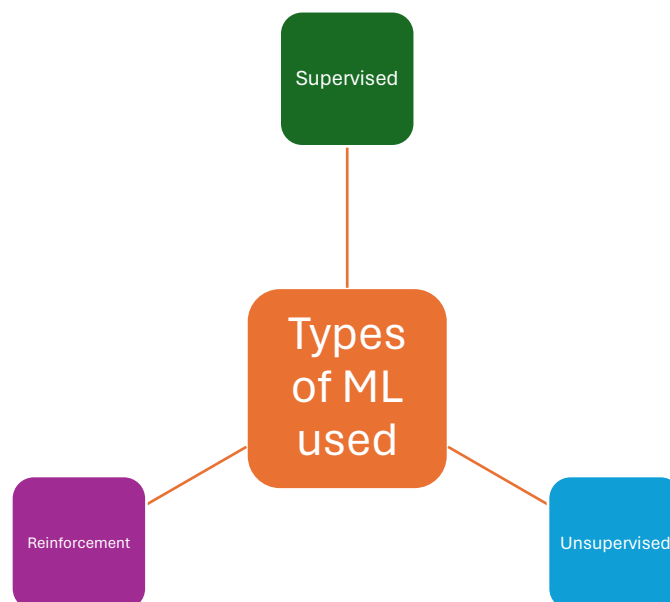 Supervised
Types
of ML
used
Reinforcement
Unsupervised